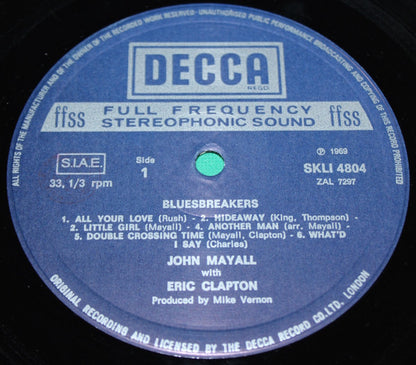 ALL RIGHTS OF THE MANUFACTURER AND OF THE OWNER OF THE RECORDED WORK RESERVED · UNAUTHORISED PUBLIC PERFORMANCE BROADCASTING AND COPYING OF THIS RECORD PROHIBITED
DECCA
REGD.
ffss FULL FREQUENCY ffss
STEREOPHONIC SOUND
S.I.A.E.
33, 1/3 rpm
Side
1
℗ 1969
SKLI 4804
ZAL 7297
BLUESBREAKERS
1. ALL YOUR LOVE (Rush) - 2. HIDEAWAY (King, Thompson) -
2. LITTLE GIRL (Mayall) - 4. ANOTHER MAN (arr. Mayall) -
5. DOUBLE CROSSING TIME (Mayall, Clapton) - 6. WHAT'D
I SAY (Charles)
JOHN MAYALL
with
ERIC CLAPTON
Produced by Mike Vernon
ORIGINAL RECORDING AND LICENSED BY THE DECCA RECORD CO. LTD. LONDON